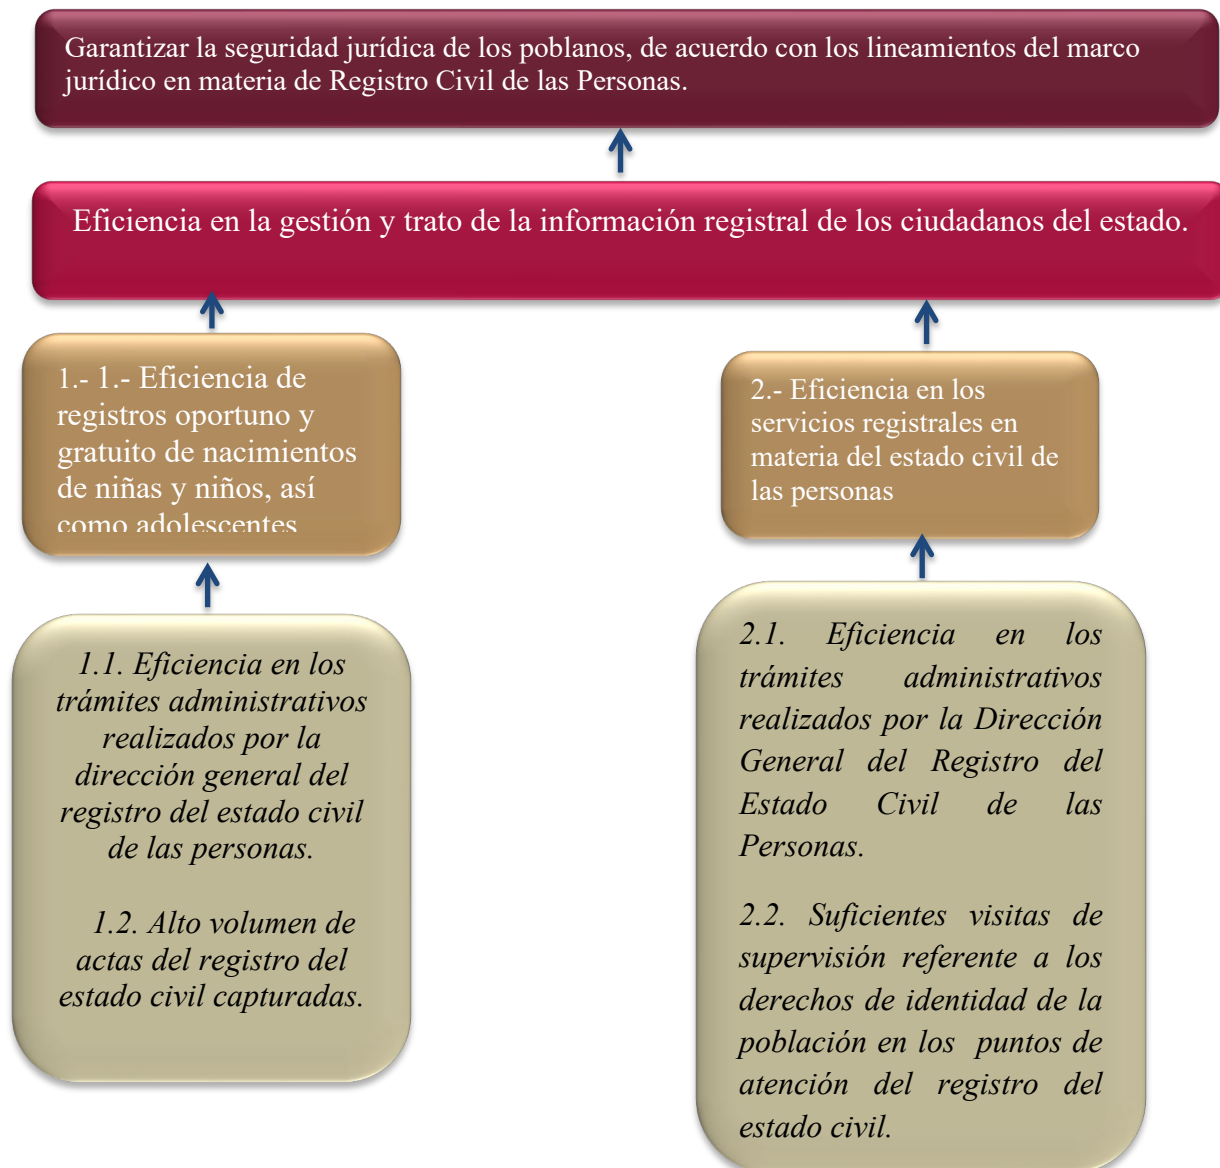 Garantizar la seguridad jurídica de los poblanos, de acuerdo con los lineamientos del marco
jurídico en materia de Registro Civil de las Personas.
Eficiencia en la gestión y trato de la información registral de los ciudadanos del estado.
1.- 1.- Eficiencia de
registros oportuno y
gratuito de nacimientos
de niñas y niños, así
como adolescentes
2.- Eficiencia en los
servicios registrales en
materia del estado civil de
las personas
1.1. Eficiencia en los
trámites administrativos
realizados por la
dirección general del
registro del estado civil
de las personas.
1.2. Alto volumen de
actas del registro del
estado civil capturadas.
2.1. Eficiencia en los
trámites administrativos
realizados por la Dirección
General del Registro del
Estado Civil de las
Personas.
2.2. Suficientes visitas de
supervisión referente a los
derechos de identidad de la
población en los puntos de
atención del registro del
estado civil.